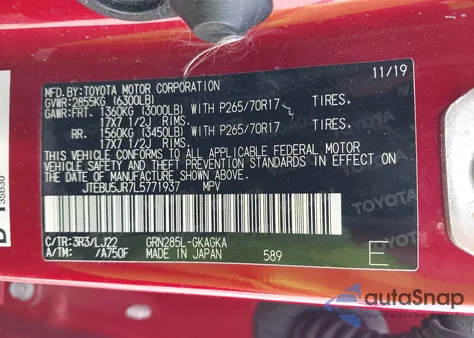 MFD.BY:TOYOTA MOTOR CORPORATION 11/19
GVWR:2855KG (6300LB)
GAWR:FRT. 1360KG (3000LB) WITH P265/70R17 TIRES.
17X7 1/2J RIMS.
RR. 1560KG (3450LB) WITH P265/70R17 TIRES.
17X7 1/2J RIMS.
THIS VEHICLE CONFORMS TO ALL APPLICABLE FEDERAL MOTOR
VEHICLE SAFETY, BUMPER, AND THEFT PREVENTION STANDARDS
IN EFFECT ON THE DATE OF MANUFACTURE SHOWN ABOVE.
JTEBU5JR7L5771937 MPV
C/TR:3R3/LJ22 GRN285L-GKAGKA
A/TM: /A750F MADE IN JAPAN 589 E
35B30
TOYOTA
autoSnap